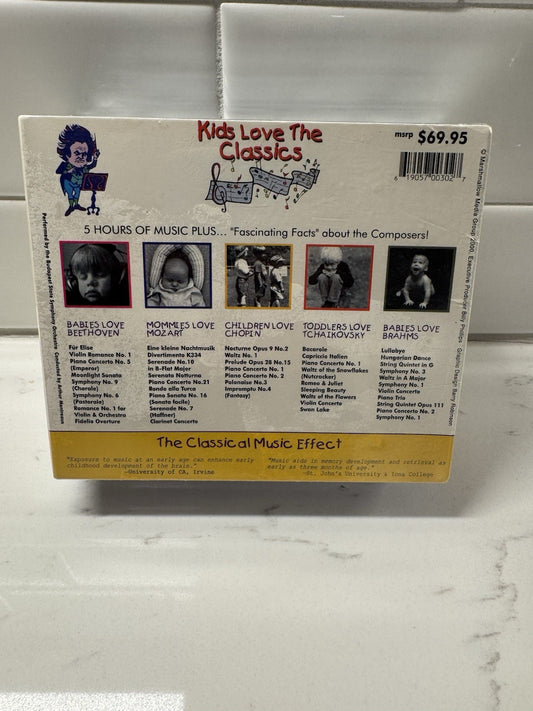 Kids Love The
Classics
msrp $69.95
6 19057 00302 7
5 HOURS OF MUSIC PLUS... "Fascinating Facts" about the Composers!
BABIES LOVE
BEETHOVEN
Für Elise
Violin Romance No. 1
Piano Concerto No. 5
(Emperor)
Moonlight Sonata
Symphony No. 9
(Chorale)
Symphony No. 6
(Pastorale)
Romance No. 1 for
Violin & Orchestra
Fidelio Overture
MOMMIES LOVE
MOZART
Eine kleine Nachtmusik
Divertimento K334
Serenade No.10
in B-Flat Major
Serenata Notturna
Piano Concerto No.21
Rondo alla Turca
Piano Sonata No. 16
(Sonata facile)
Serenade No. 7
(Haffner)
Clarinet Concerto
CHILDREN LOVE
CHOPIN
Nocturne Opus 9 No.2
Waltz No. 1
Prelude Opus 28 No.15
Piano Concerto No. 1
Piano Concerto No. 2
Polonaise No.3
Impromptu No.4
(Fantasy)
TODDLERS LOVE
TCHAIKOVSKY
Bacarole
Capriccio Italien
Piano Concerto No. 1
Waltz of the Snowflakes
(Nutcracker)
Romeo & Juliet
Sleeping Beauty
Waltz of the Flowers
Violin Concerto
Swan Lake
BABIES LOVE
BRAHMS
Lullabye
Hungarian Dance
String Quintet in G
Symphony No. 3
Waltz in A Major
Symphony No. 1
Violin Concerto
Piano Trio
String Quintet Opus 111
Piano Concerto No. 2
Symphony No. 1
Performed by the Budapest State Symphony Orchestra
© Marshmallow Media Group 2000. Executive Producer Billy Phillips Graphic Design Barry Robinson
The Classical Music Effect
"Exposure to music at an early age can enhance early
childhood development of the brain."
-University of CA, Irvine
"Music aids in memory development and retrieval as
early as three months of age."
-St. John's University & Iona College